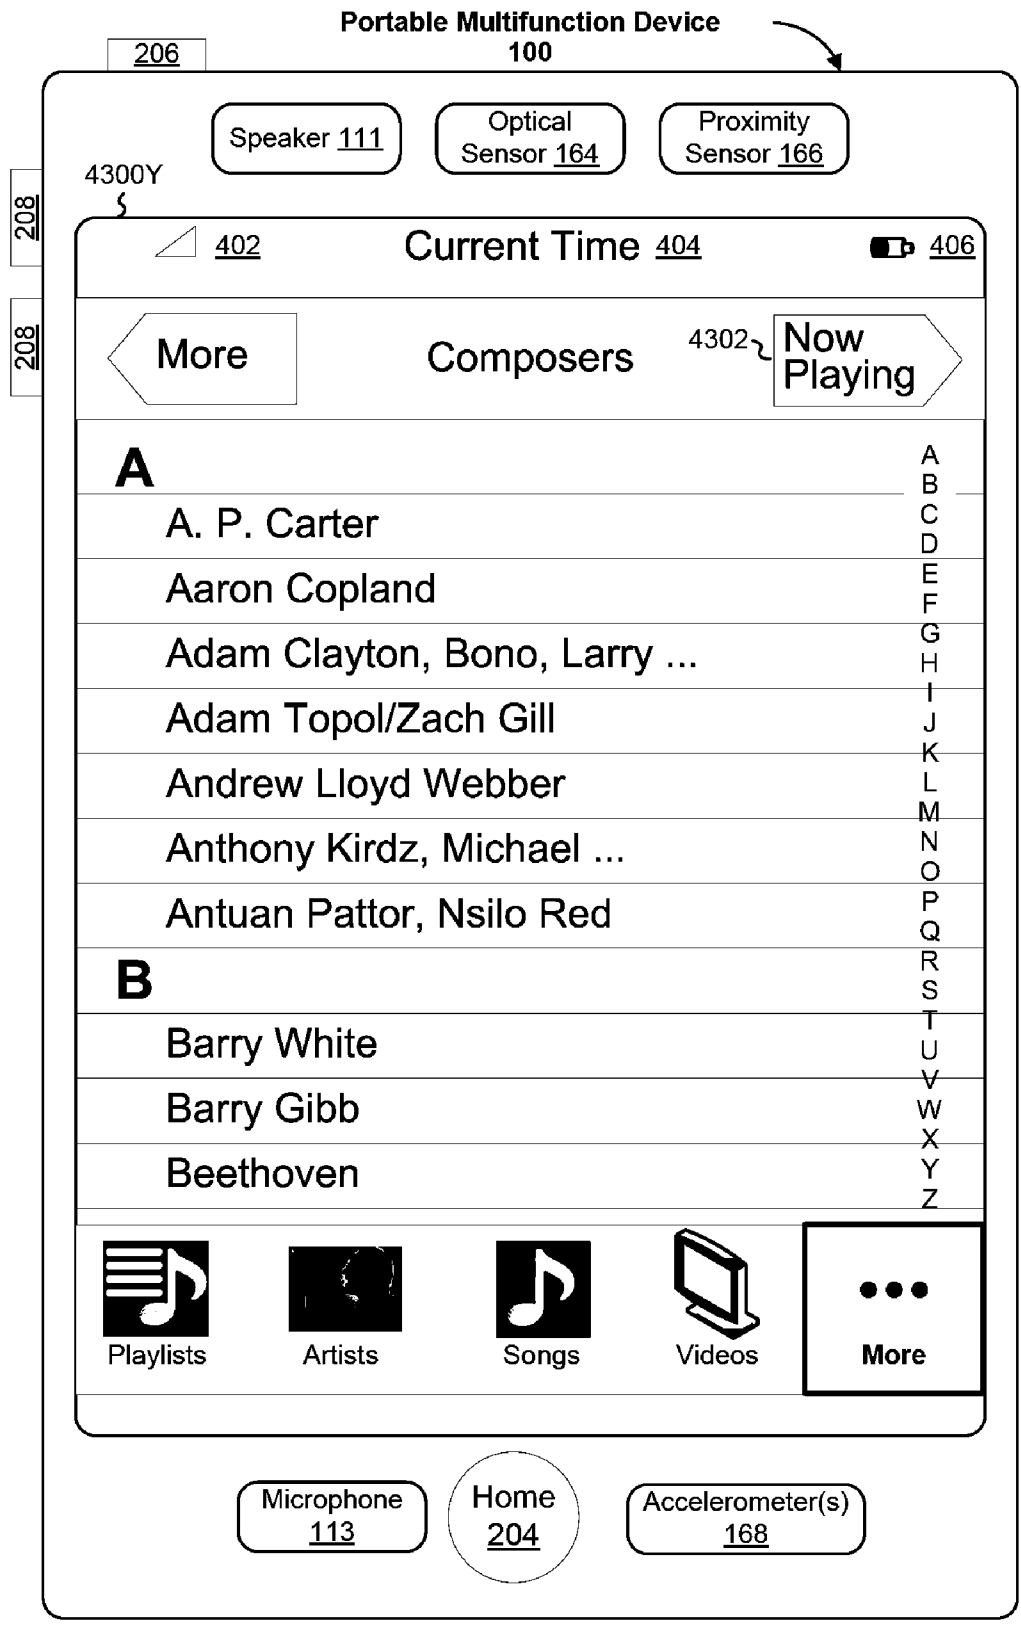 Portable Multifunction Device
100
206
Speaker 111
Optical
Sensor 164
Proximity
Sensor 166
4300Y
208
208
402
Current Time 404
406
More
Composers
4302
Now
Playing
A
A. P. Carter
Aaron Copland
Adam Clayton, Bono, Larry ...
Adam Topol/Zach Gill
Andrew Lloyd Webber
Anthony Kirdz, Michael ...
Antuan Pattor, Nsilo Red
B
Barry White
Barry Gibb
Beethoven
A
B
C
D
E
F
G
H
I
J
K
L
M
N
O
P
Q
R
S
T
U
V
W
X
Y
Z
Playlists
Artists
Songs
Videos
More
Microphone
113
Home
204
Accelerometer(s)
168